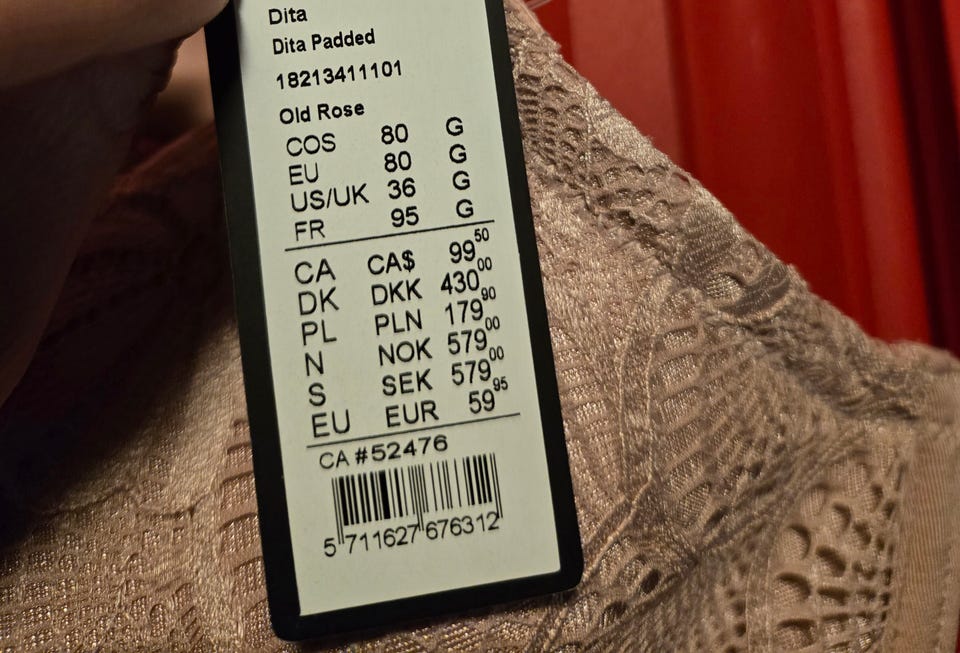 Dita
Dita Padded
18213411101
Old Rose
COS 80 G
EU 80 G
US/UK 36 G
FR 95 G
CA CA$ 99⁵⁰
DK DKK 430⁰⁰
PL PLN 179⁹⁰
N NOK 579⁰⁰
S SEK 579⁰⁰
EU EUR 59⁹⁵
CA #52476
5 711627 676312